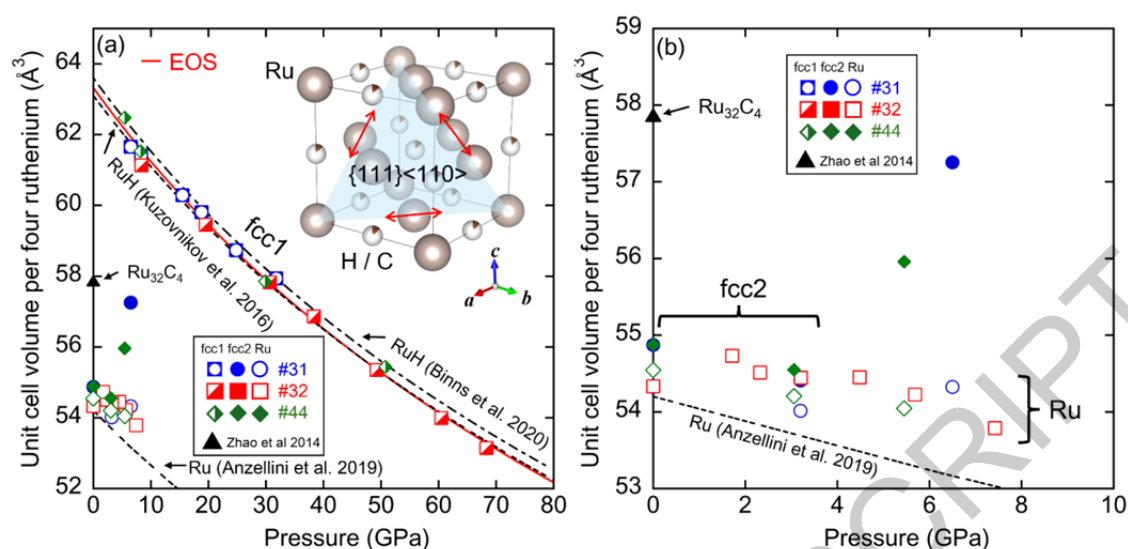 (a)
EOS
Ru
{111}<110>
H / C
c
a
b
fcc1
RuH (Kuzovnikov et al. 2016)
RuH (Binns et al. 2020)
Ru₃₂C₄
fcc1 fcc2 Ru
#31
#32
#44
Zhao et al 2014
Ru (Anzellini et al. 2019)
64
62
60
58
56
54
52
0 10 20 30 40 50 60 70 80
Pressure (GPa)
Unit cell volume per four ruthenium (Å³)
(b)
fcc1 fcc2 Ru
#31
#32
#44
Zhao et al 2014
Ru₃₂C₄
fcc2
Ru
Ru (Anzellini et al. 2019)
59
58
57
56
55
54
53
0 2 4 6 8 10
Pressure (GPa)
Unit cell volume per four ruthenium (Å³)
CRIPT